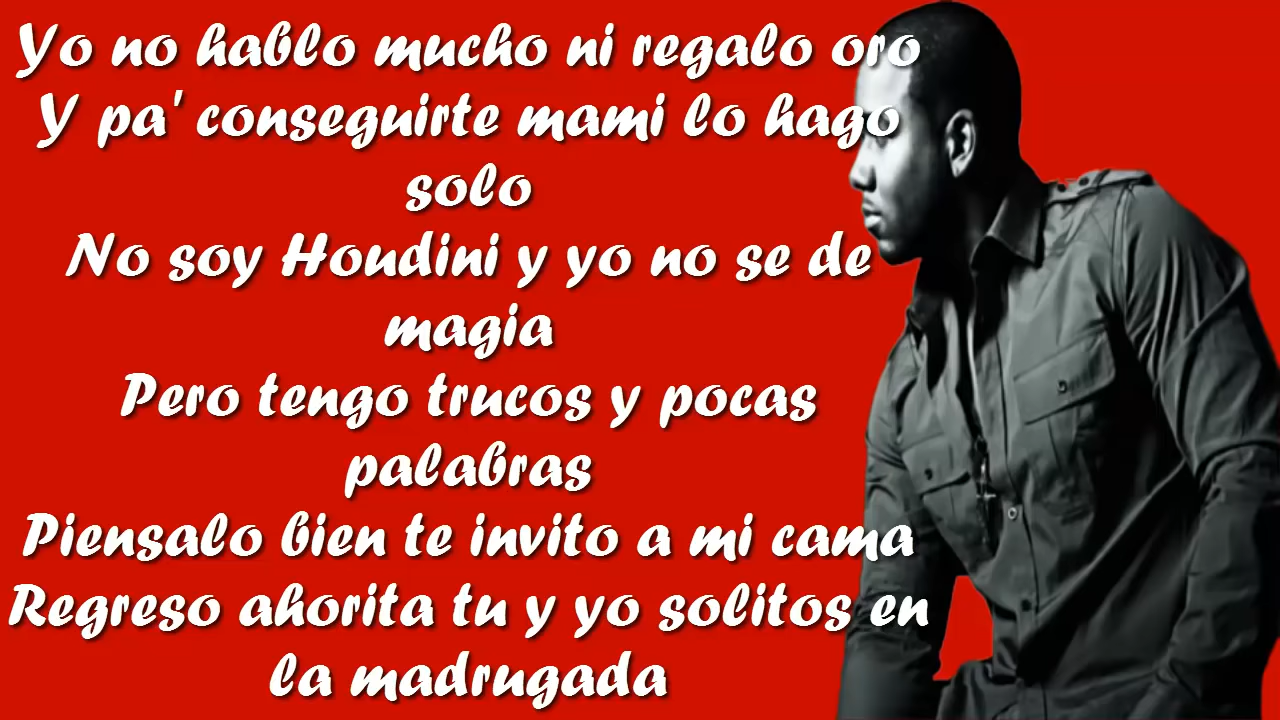 Yo no hablo mucho ni regalo oro
Y pa' conseguirte mami lo hago
solo
No soy Houdini y yo no se de
magia
Pero tengo trucos y pocas
palabras
Piensalo bien te invito a mi cama
Regreso ahorita tu y yo solitos en
la madrugada